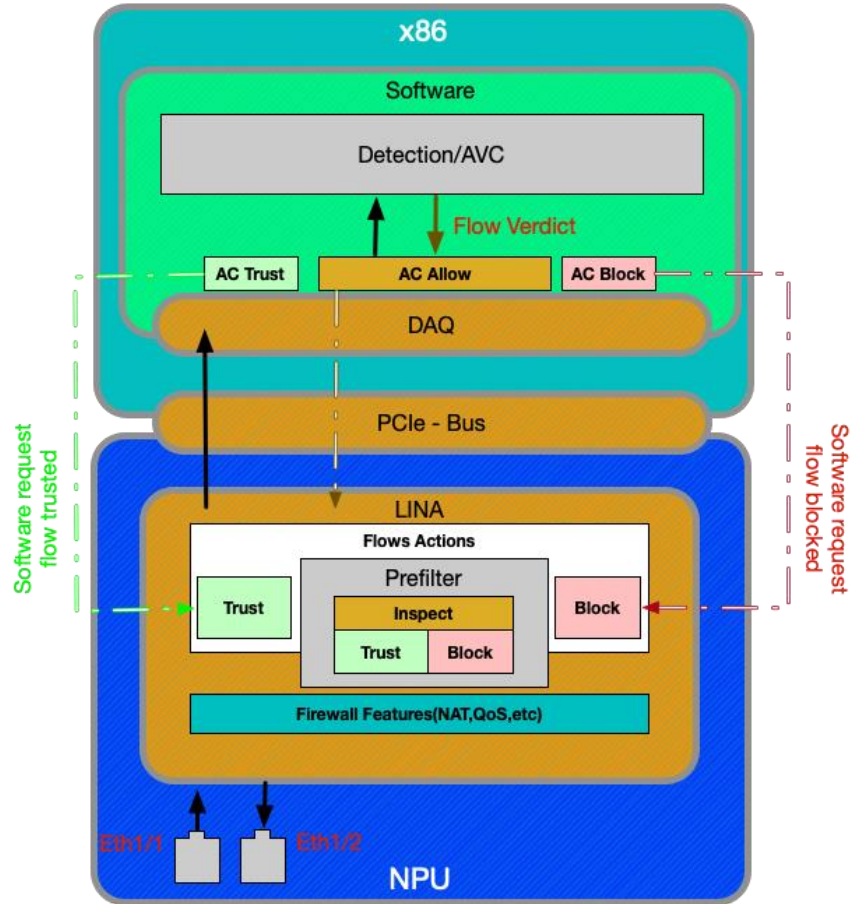 x86
Software
Detection/AVC
Flow Verdict
AC Trust
AC Allow
AC Block
DAQ
PCIe - Bus
Software request
flow trusted
Software request
flow blocked
LINA
Flows Actions
Prefilter
Trust
Inspect
Block
Trust
Block
Firewall Features(NAT,QoS,etc)
Eth1/1
Eth1/2
NPU